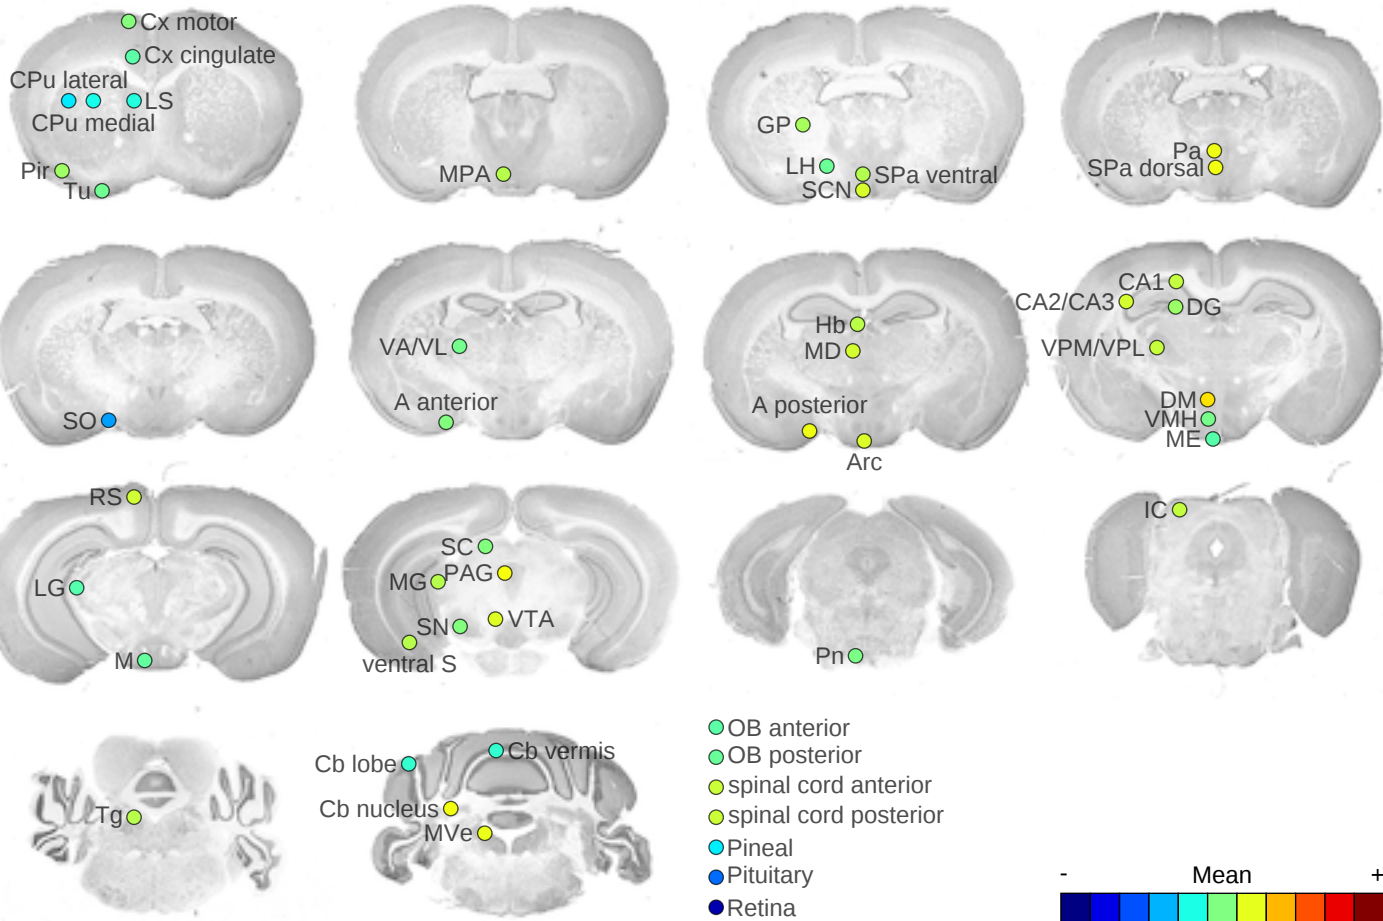 Cx motor
Cx cingulate
CPu lateral
LS
CPu medial
Pir
Tu
MPA
GP
LH
SPa ventral
SCN
Pa
SPa dorsal
SO
VA/VL
A anterior
Hb
MD
A posterior
Arc
CA1
CA2/CA3
DG
VPM/VPL
DM
VMH
ME
RS
LG
M
SC
MG
PAG
SN
VTA
ventral S
Pn
IC
Tg
Cb lobe
Cb vermis
Cb nucleus
MVe
OB anterior
OB posterior
spinal cord anterior
spinal cord posterior
Pineal
Pituitary
Retina
- Mean +